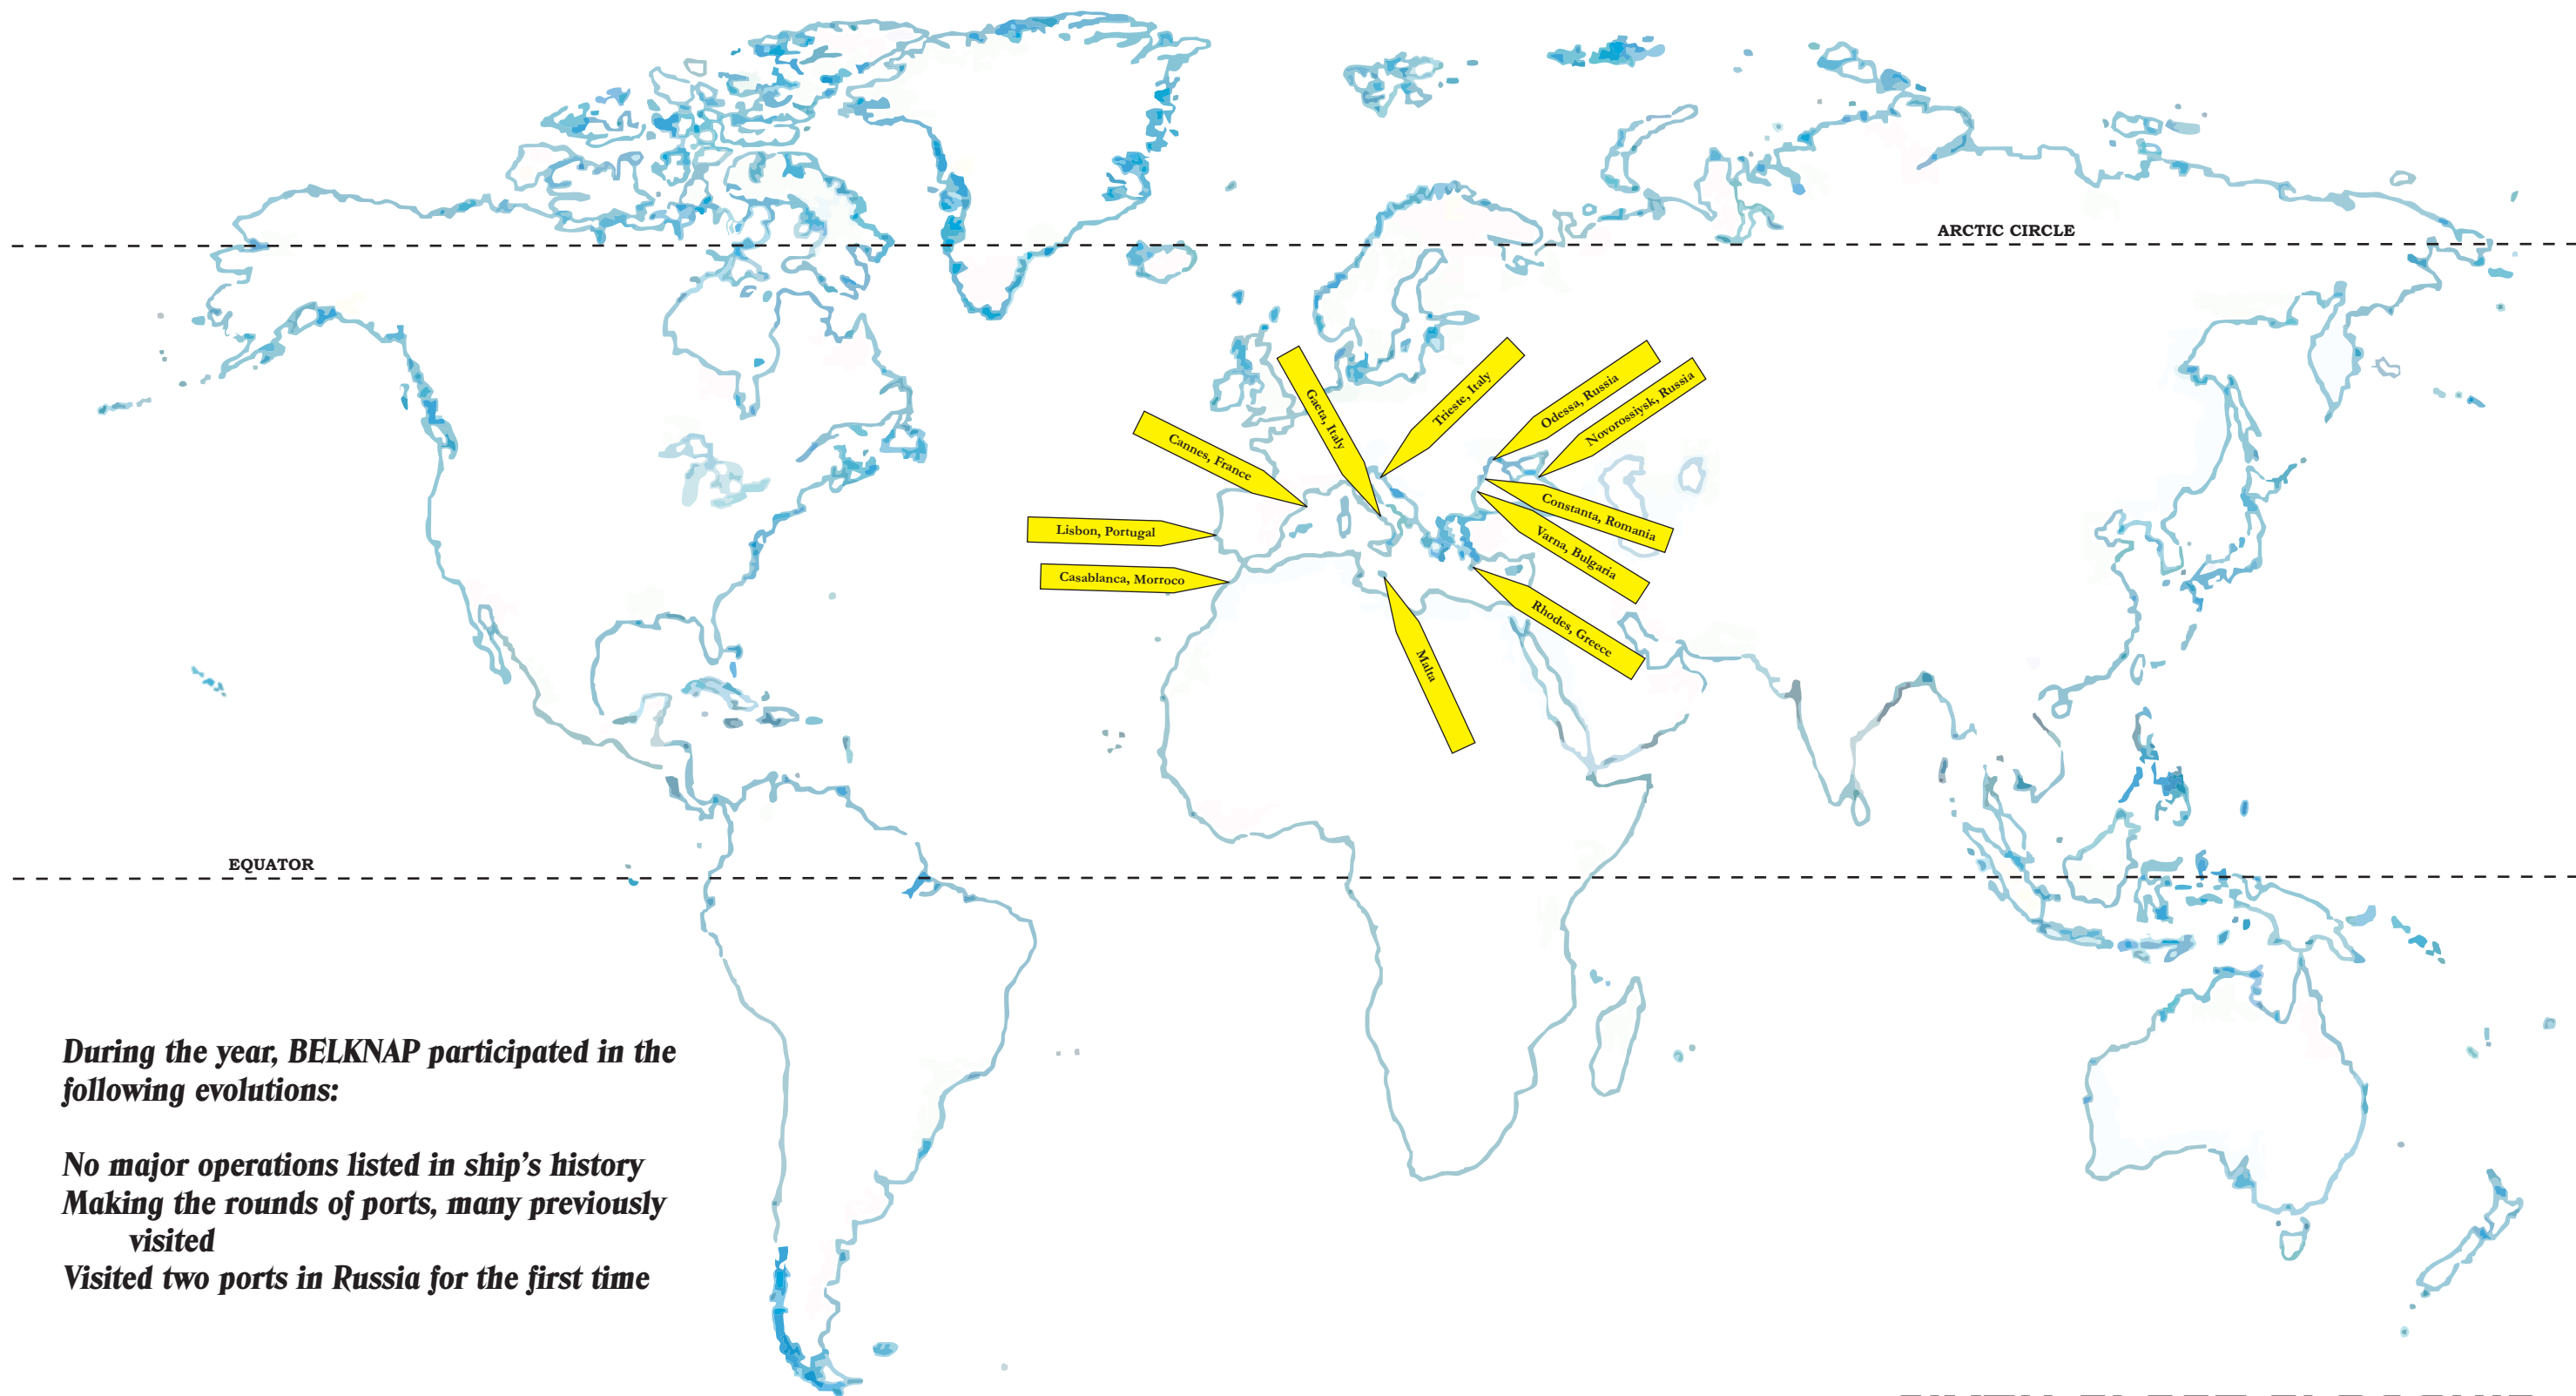 ARCTIC CIRCLE
Gaeta, Italy
Trieste, Italy
Odessa, Russia
Novorossiysk, Russia
Cannes, France
Constanta, Romania
Lisbon, Portugal
Varna, Bulgaria
Casablanca, Morroco
Rhodes, Greece
Malta
EQUATOR
During the year, BELKNAP participated in the
following evolutions:
No major operations listed in ship's history
Making the rounds of ports, many previously
visited
Visited two ports in Russia for the first time